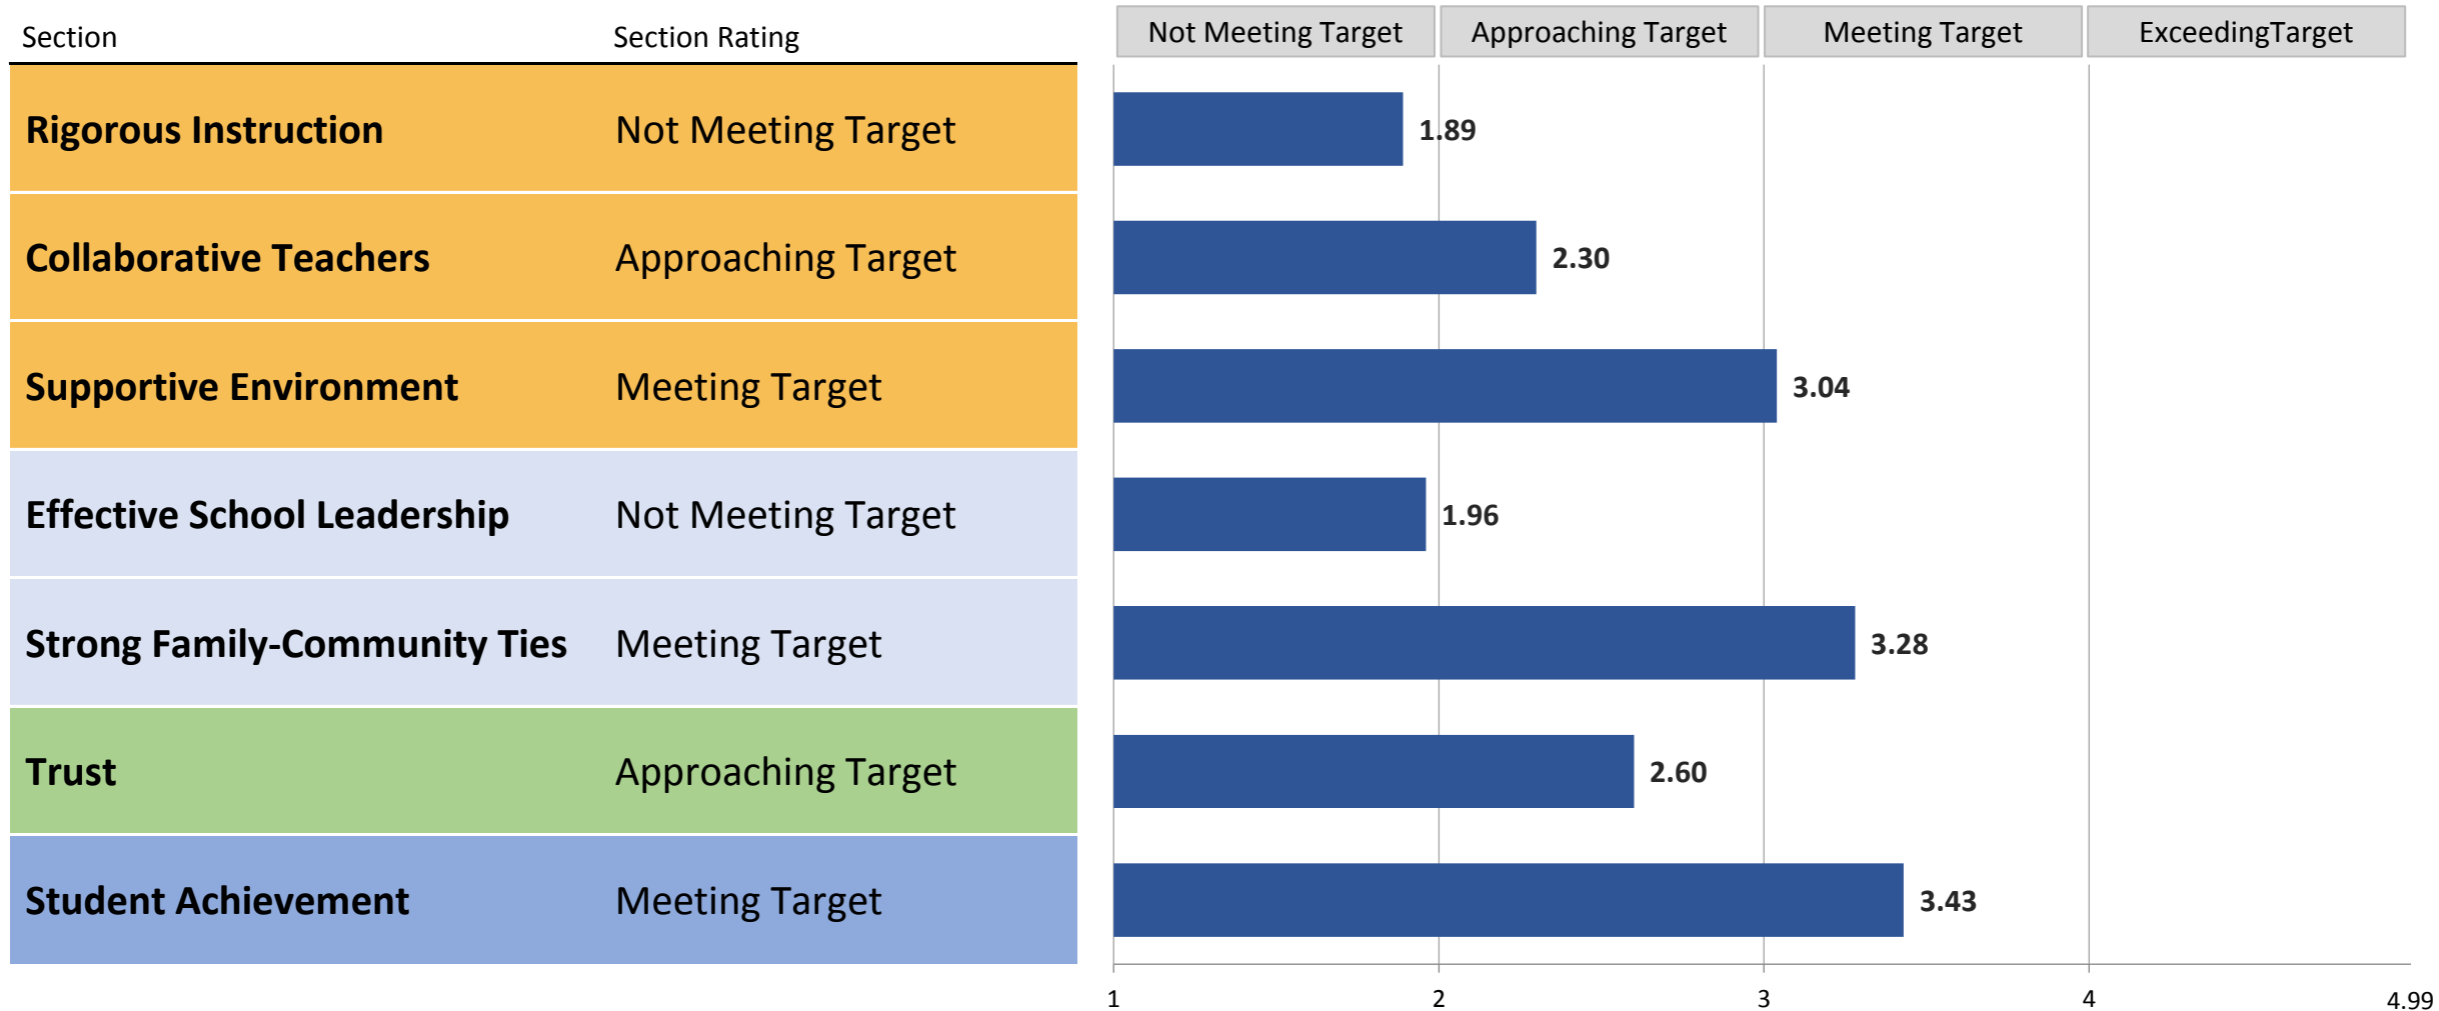 Section Section Rating Not Meeting Target Approaching Target Meeting Target ExceedingTarget
Rigorous Instruction Not Meeting Target 1.89
Collaborative Teachers Approaching Target 2.30
Supportive Environment Meeting Target 3.04
Effective School Leadership Not Meeting Target 1.96
Strong Family-Community Ties Meeting Target 3.28
Trust Approaching Target 2.60
Student Achievement Meeting Target 3.43
1 2 3 4 4.99